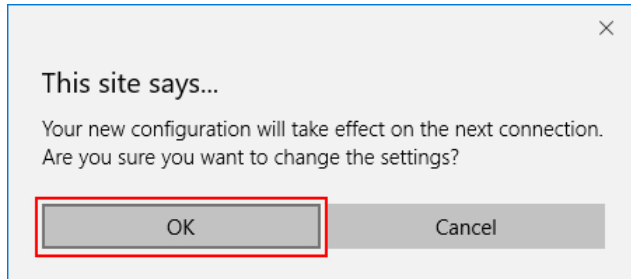 This site says...
Your new configuration will take effect on the next connection.
Are you sure you want to change the settings?
OK
Cancel